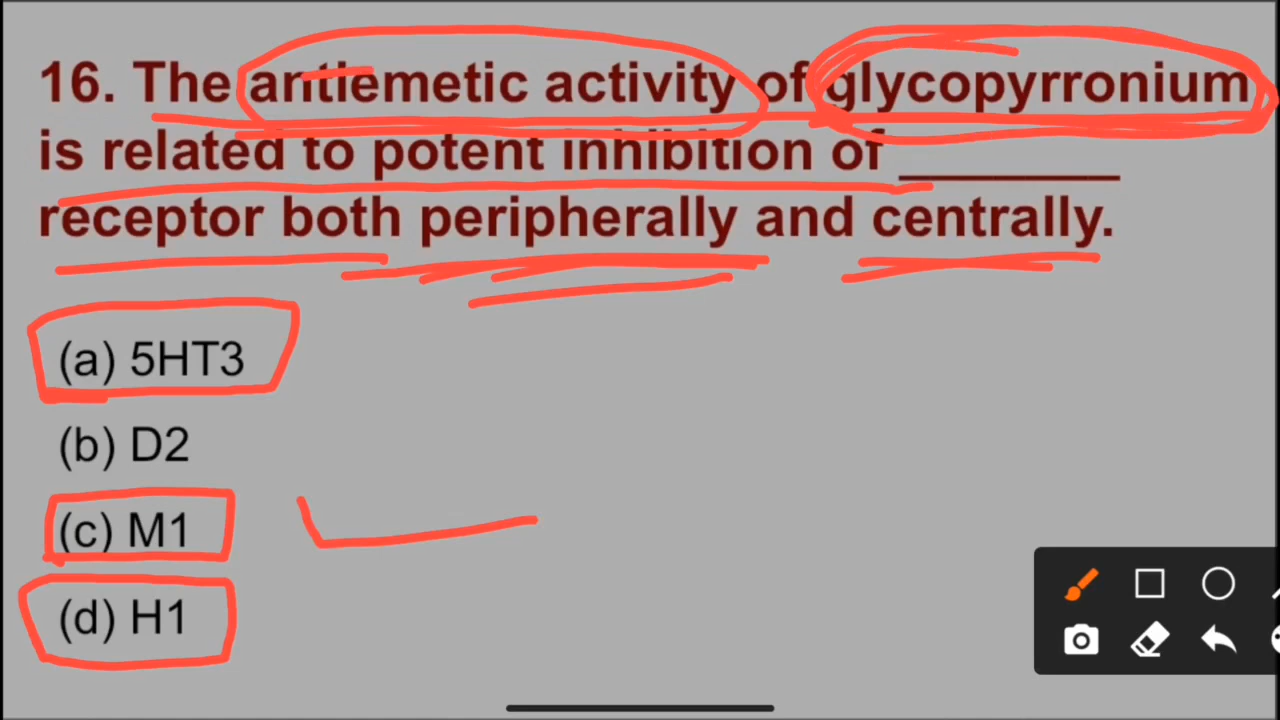 16. The antiemetic activity of glycopyrronium
is related to potent inhibition of ________
receptor both peripherally and centrally.
(a) 5HT3
(b) D2
(c) M1
(d) H1